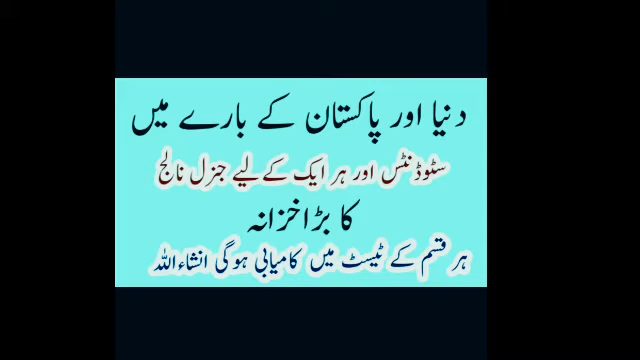 دنیا اور پاکستان کے بارے میں
سٹوڈنٹس اور ہر ایک کے لیے جنرل نالج
کا بڑا خزانہ
ہر قسم کے ٹیسٹ میں کامیابی ہوگی انشاءاللہ